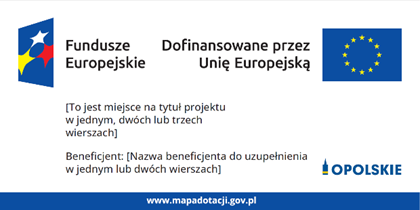 Fundusze
Europejskie
Dofinansowane przez
Unię Europejską
[To jest miejsce na tytuł projektu
w jednym, dwóch lub trzech
wierszach]
Beneficjent: [Nazwa beneficjenta do uzupełnienia
w jednym lub dwóch wierszach]
OPOLSKIE
www.mapadotacji.gov.pl